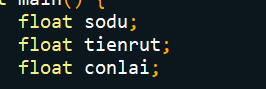 main() {
float sodu;
float tienrut;
float conlai;